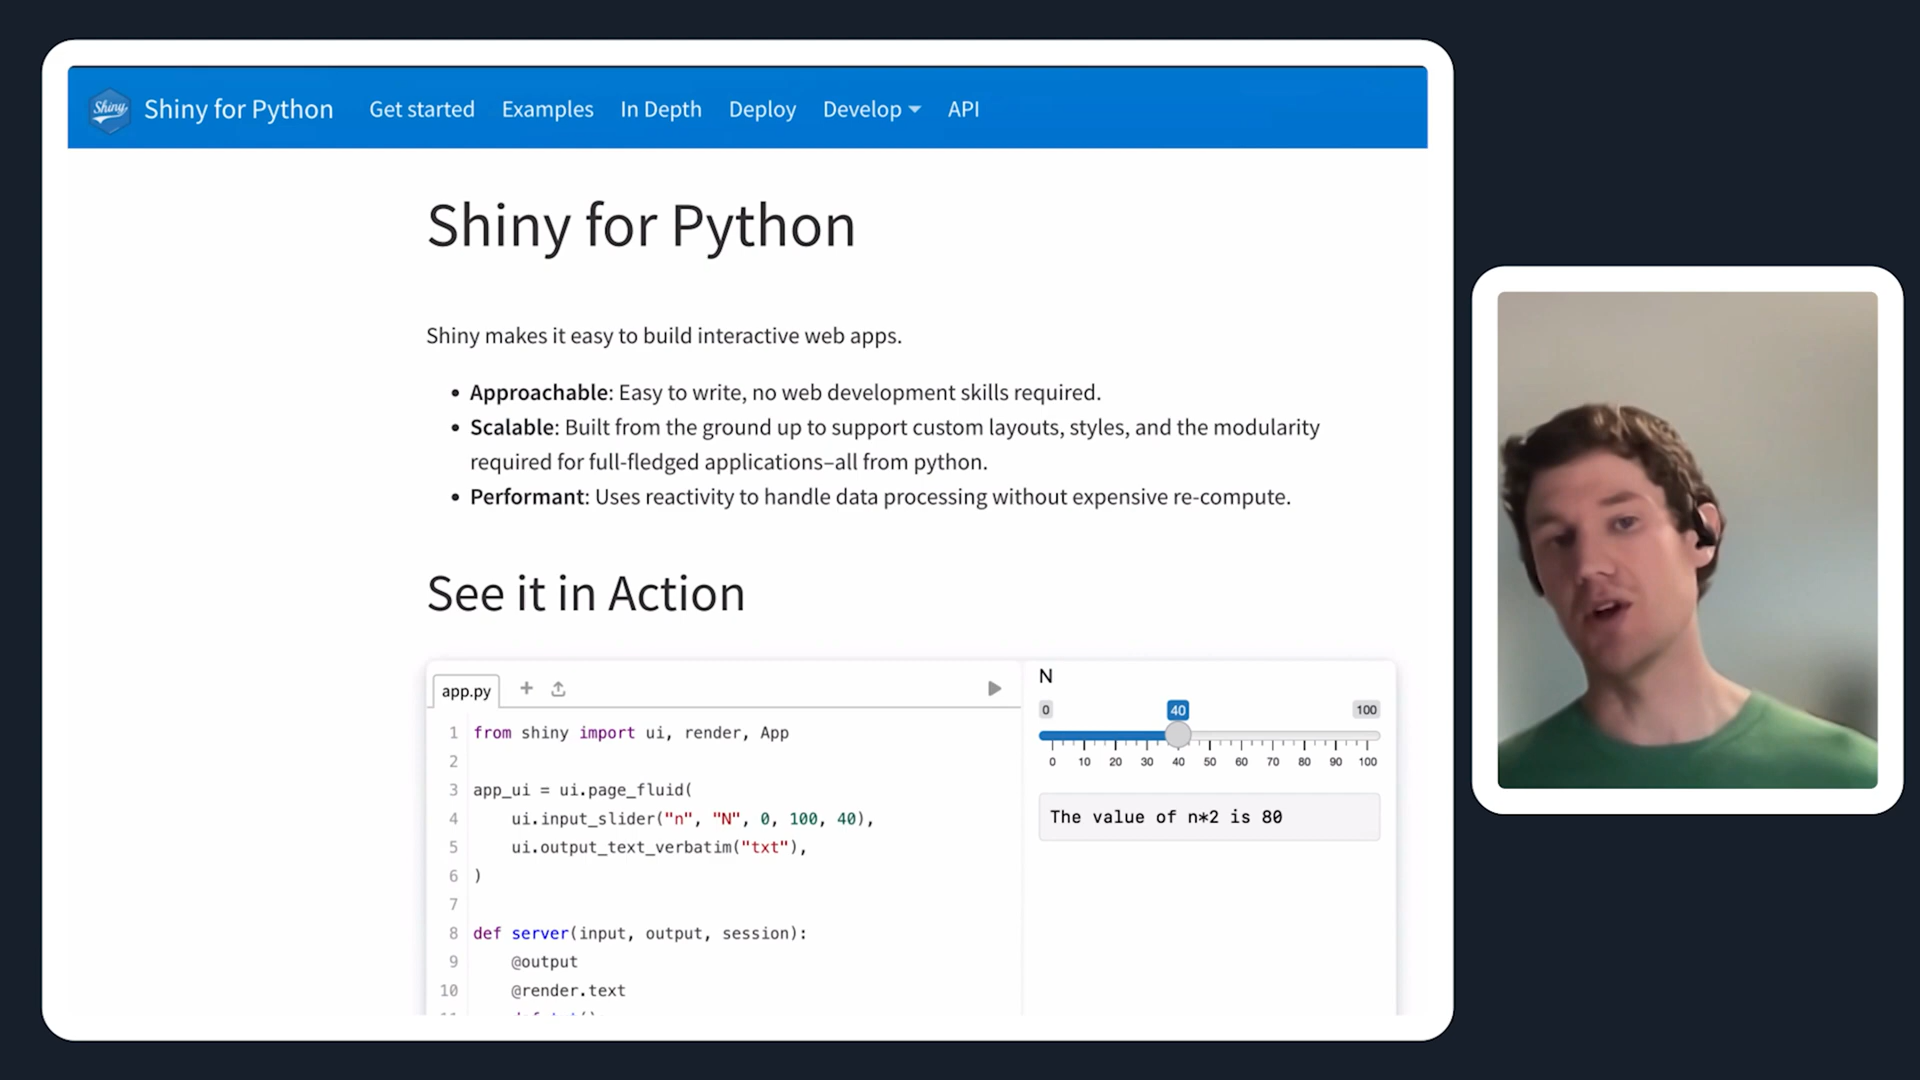 Shiny
Shiny for Python
Get started
Examples
In Depth
Deploy
Develop
API
Shiny for Python
Shiny makes it easy to build interactive web apps.
• Approachable: Easy to write, no web development skills required.
• Scalable: Built from the ground up to support custom layouts, styles, and the modularity
required for full-fledged applications–all from python.
• Performant: Uses reactivity to handle data processing without expensive re-compute.
See it in Action
app.py
1 from shiny import ui, render, App
2
3 app_ui = ui.page_fluid(
4     ui.input_slider("n", "N", 0, 100, 40),
5     ui.output_text_verbatim("txt"),
6 )
7
8 def server(input, output, session):
9     @output
10     @render.text
N
0 40 100
0 10 20 30 40 50 60 70 80 90 100
The value of n*2 is 80